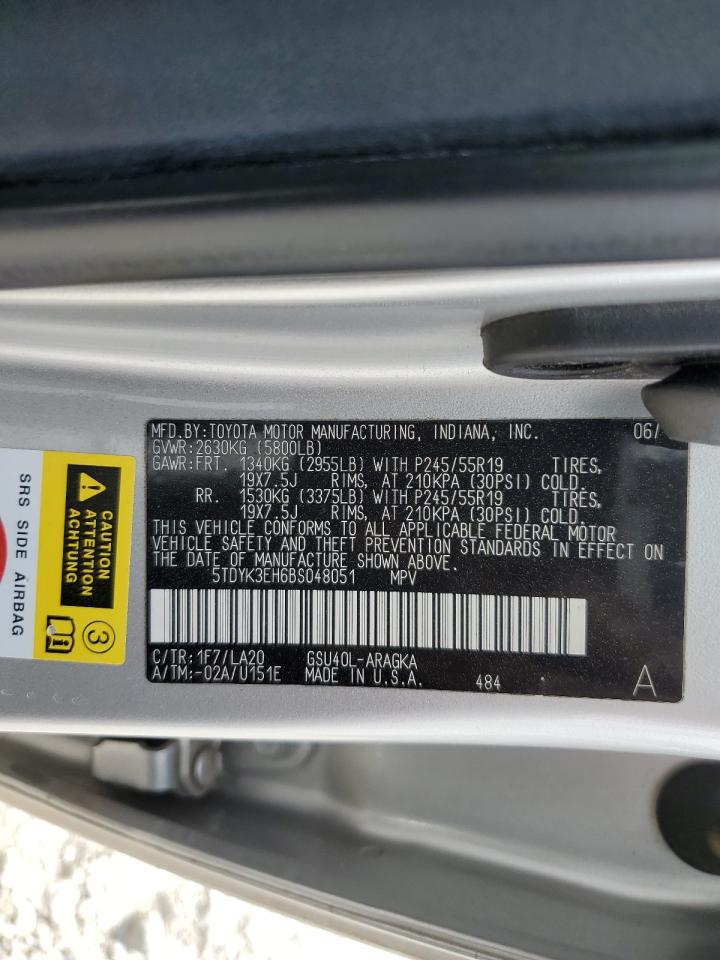 MFD.BY:TOYOTA MOTOR MANUFACTURING, INDIANA, INC. 06/
GVWR:2630KG (5800LB)
GAWR:FRT. 1340KG (2955LB) WITH P245/55R19 TIRES,
19X7.5J RIMS, AT 210KPA (30PSI) COLD.
RR. 1530KG (3375LB) WITH P245/55R19 TIRES,
19X7.5J RIMS, AT 210KPA (30PSI) COLD.
THIS VEHICLE CONFORMS TO ALL APPLICABLE FEDERAL MOTOR
VEHICLE SAFETY AND THEFT PREVENTION STANDARDS IN EFFECT ON
THE DATE OF MANUFACTURE SHOWN ABOVE.
5TDYK3EH6BS048051 MPV
C/TR:1F7/LA20 GSU40L-ARAGKA
A/TM:-02A/U151E MADE IN U.S.A. 484 A
CAUTION
ATTENTION
ACHTUNG
3
SRS SIDE AIRBAG